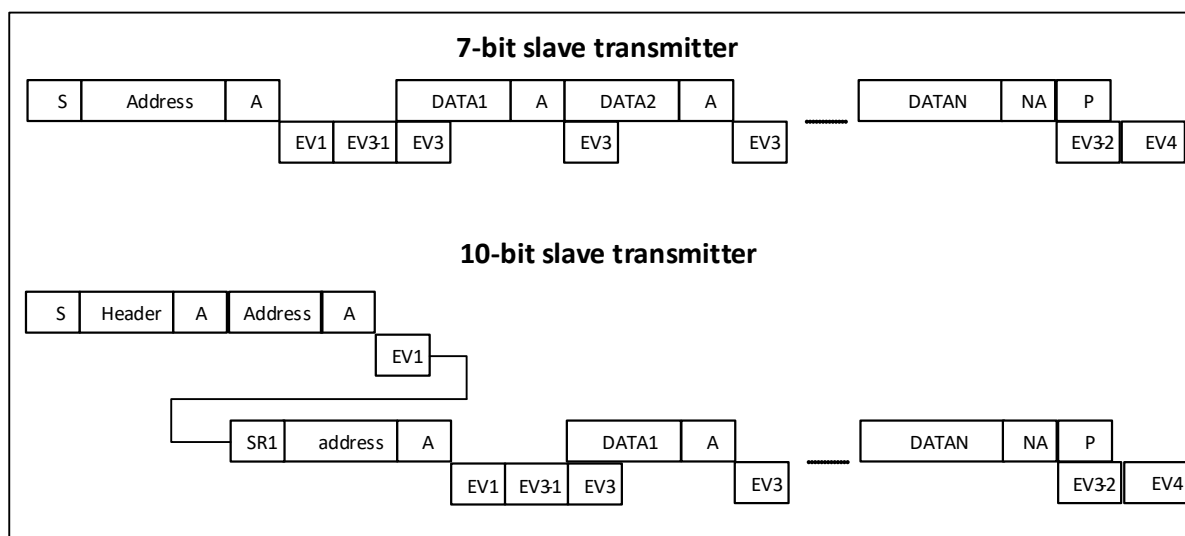 7-bit slave transmitter
S Address A DATA1 A DATA2 A DATAN NA P
EV1 EV3-1 EV3 EV3 EV3 EV3-2 EV4
10-bit slave transmitter
S Header A Address A
EV1
SR1 address A DATA1 A DATAN NA P
EV1 EV3-1 EV3 EV3 EV3-2 EV4